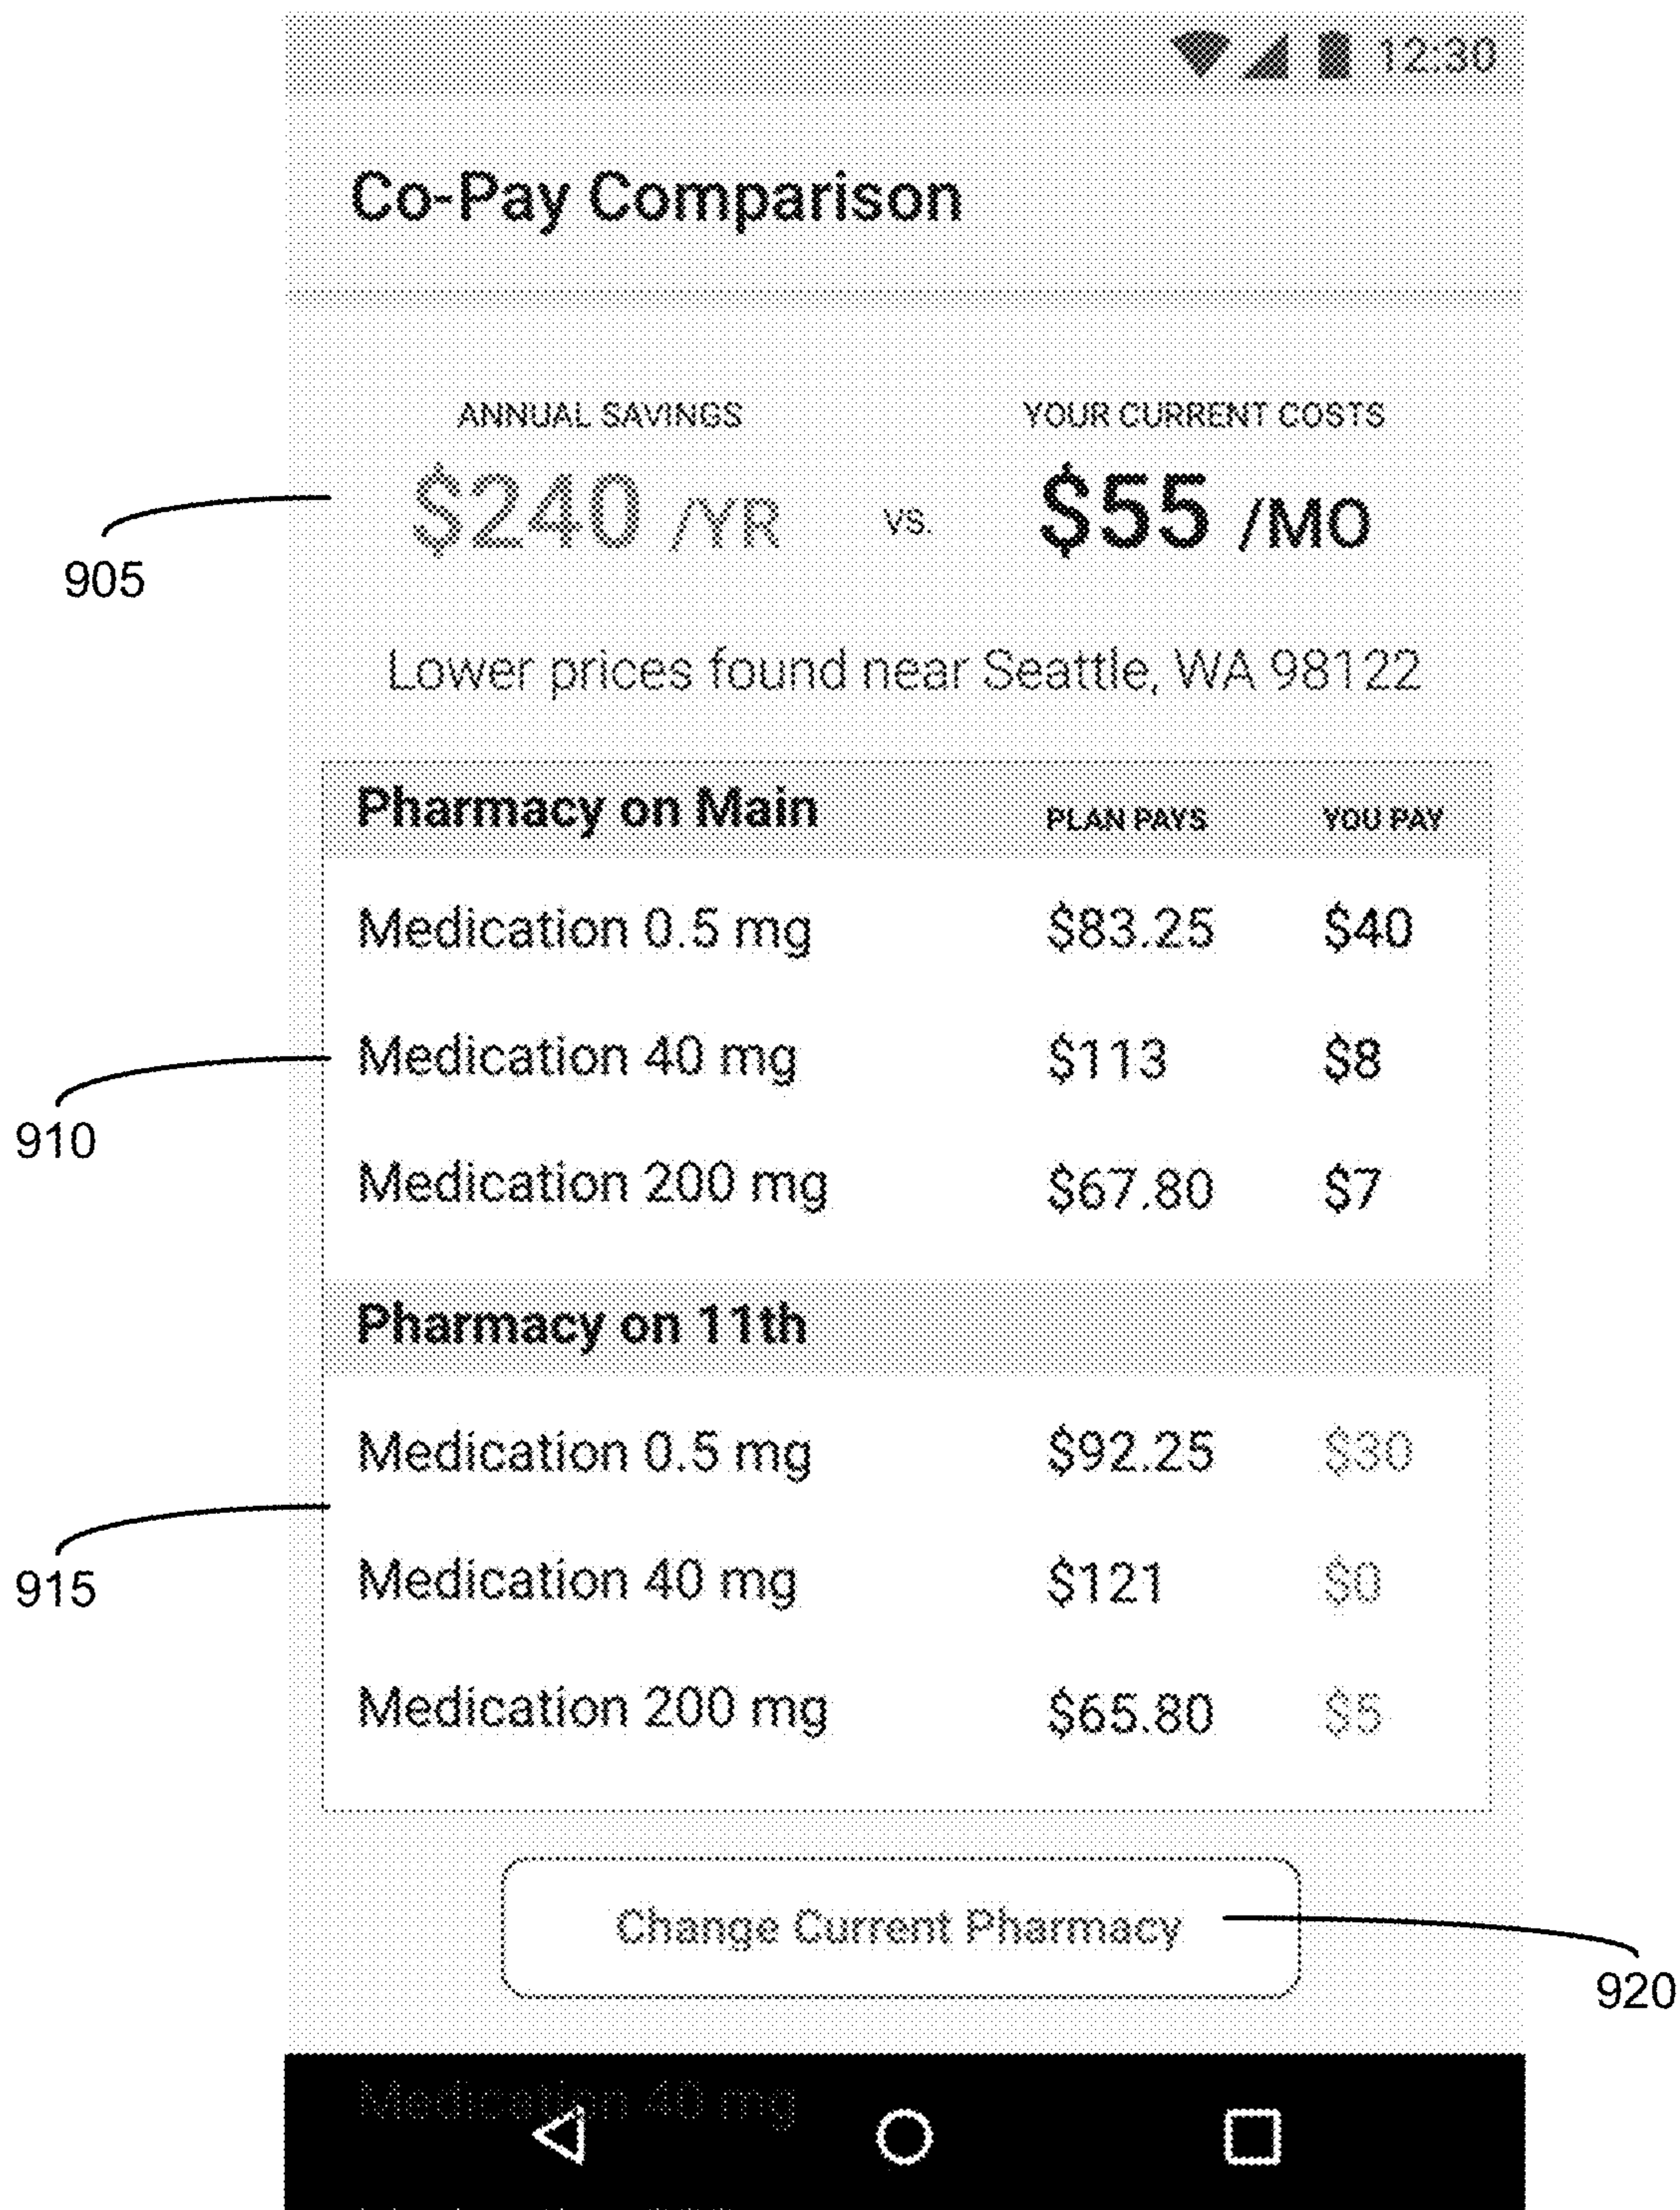 12:30
Co-Pay Comparison
ANNUAL SAVINGS YOUR CURRENT COSTS
$240 /YR vs. $55 /MO
905
Lower prices found near Seattle, WA 98122
Pharmacy on Main PLAN PAYS YOU PAY
Medication 0.5 mg $83.25 $40
Medication 40 mg $113 $8
910
Medication 200 mg $67.80 $7
Pharmacy on 11th
Medication 0.5 mg $92.25 $30
Medication 40 mg $121 $0
915
Medication 200 mg $65.80 $5
Change Current Pharmacy
920
Medication 40 mg